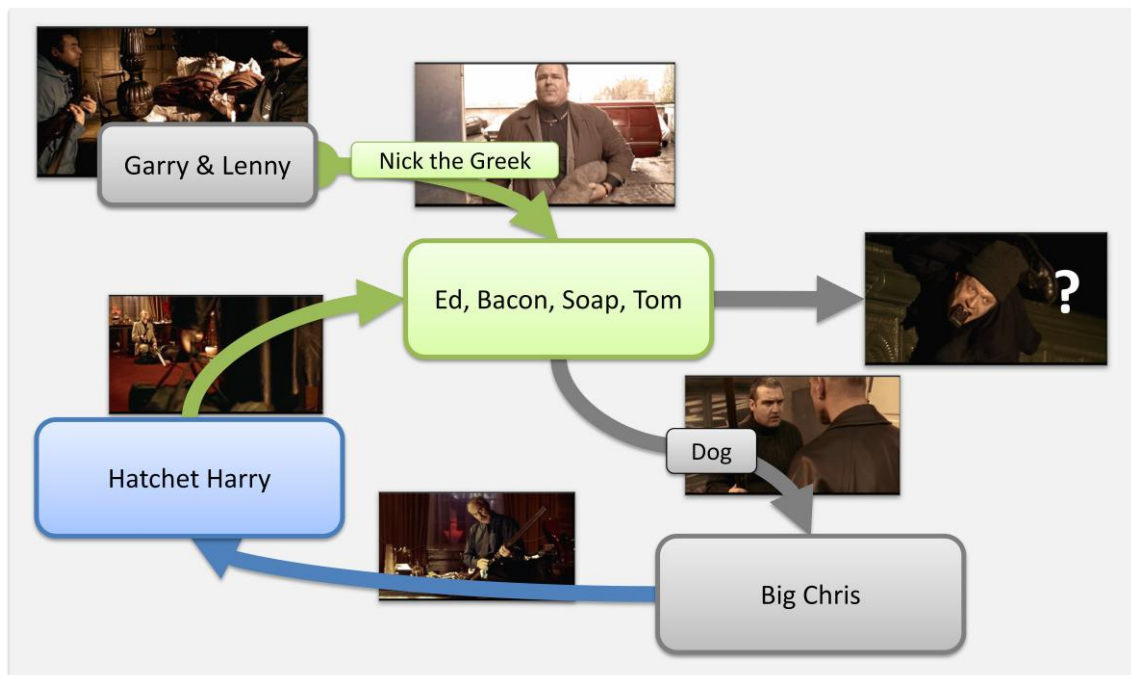 Garry & Lenny
Nick the Greek
Ed, Bacon, Soap, Tom
?
Hatchet Harry
Dog
Big Chris